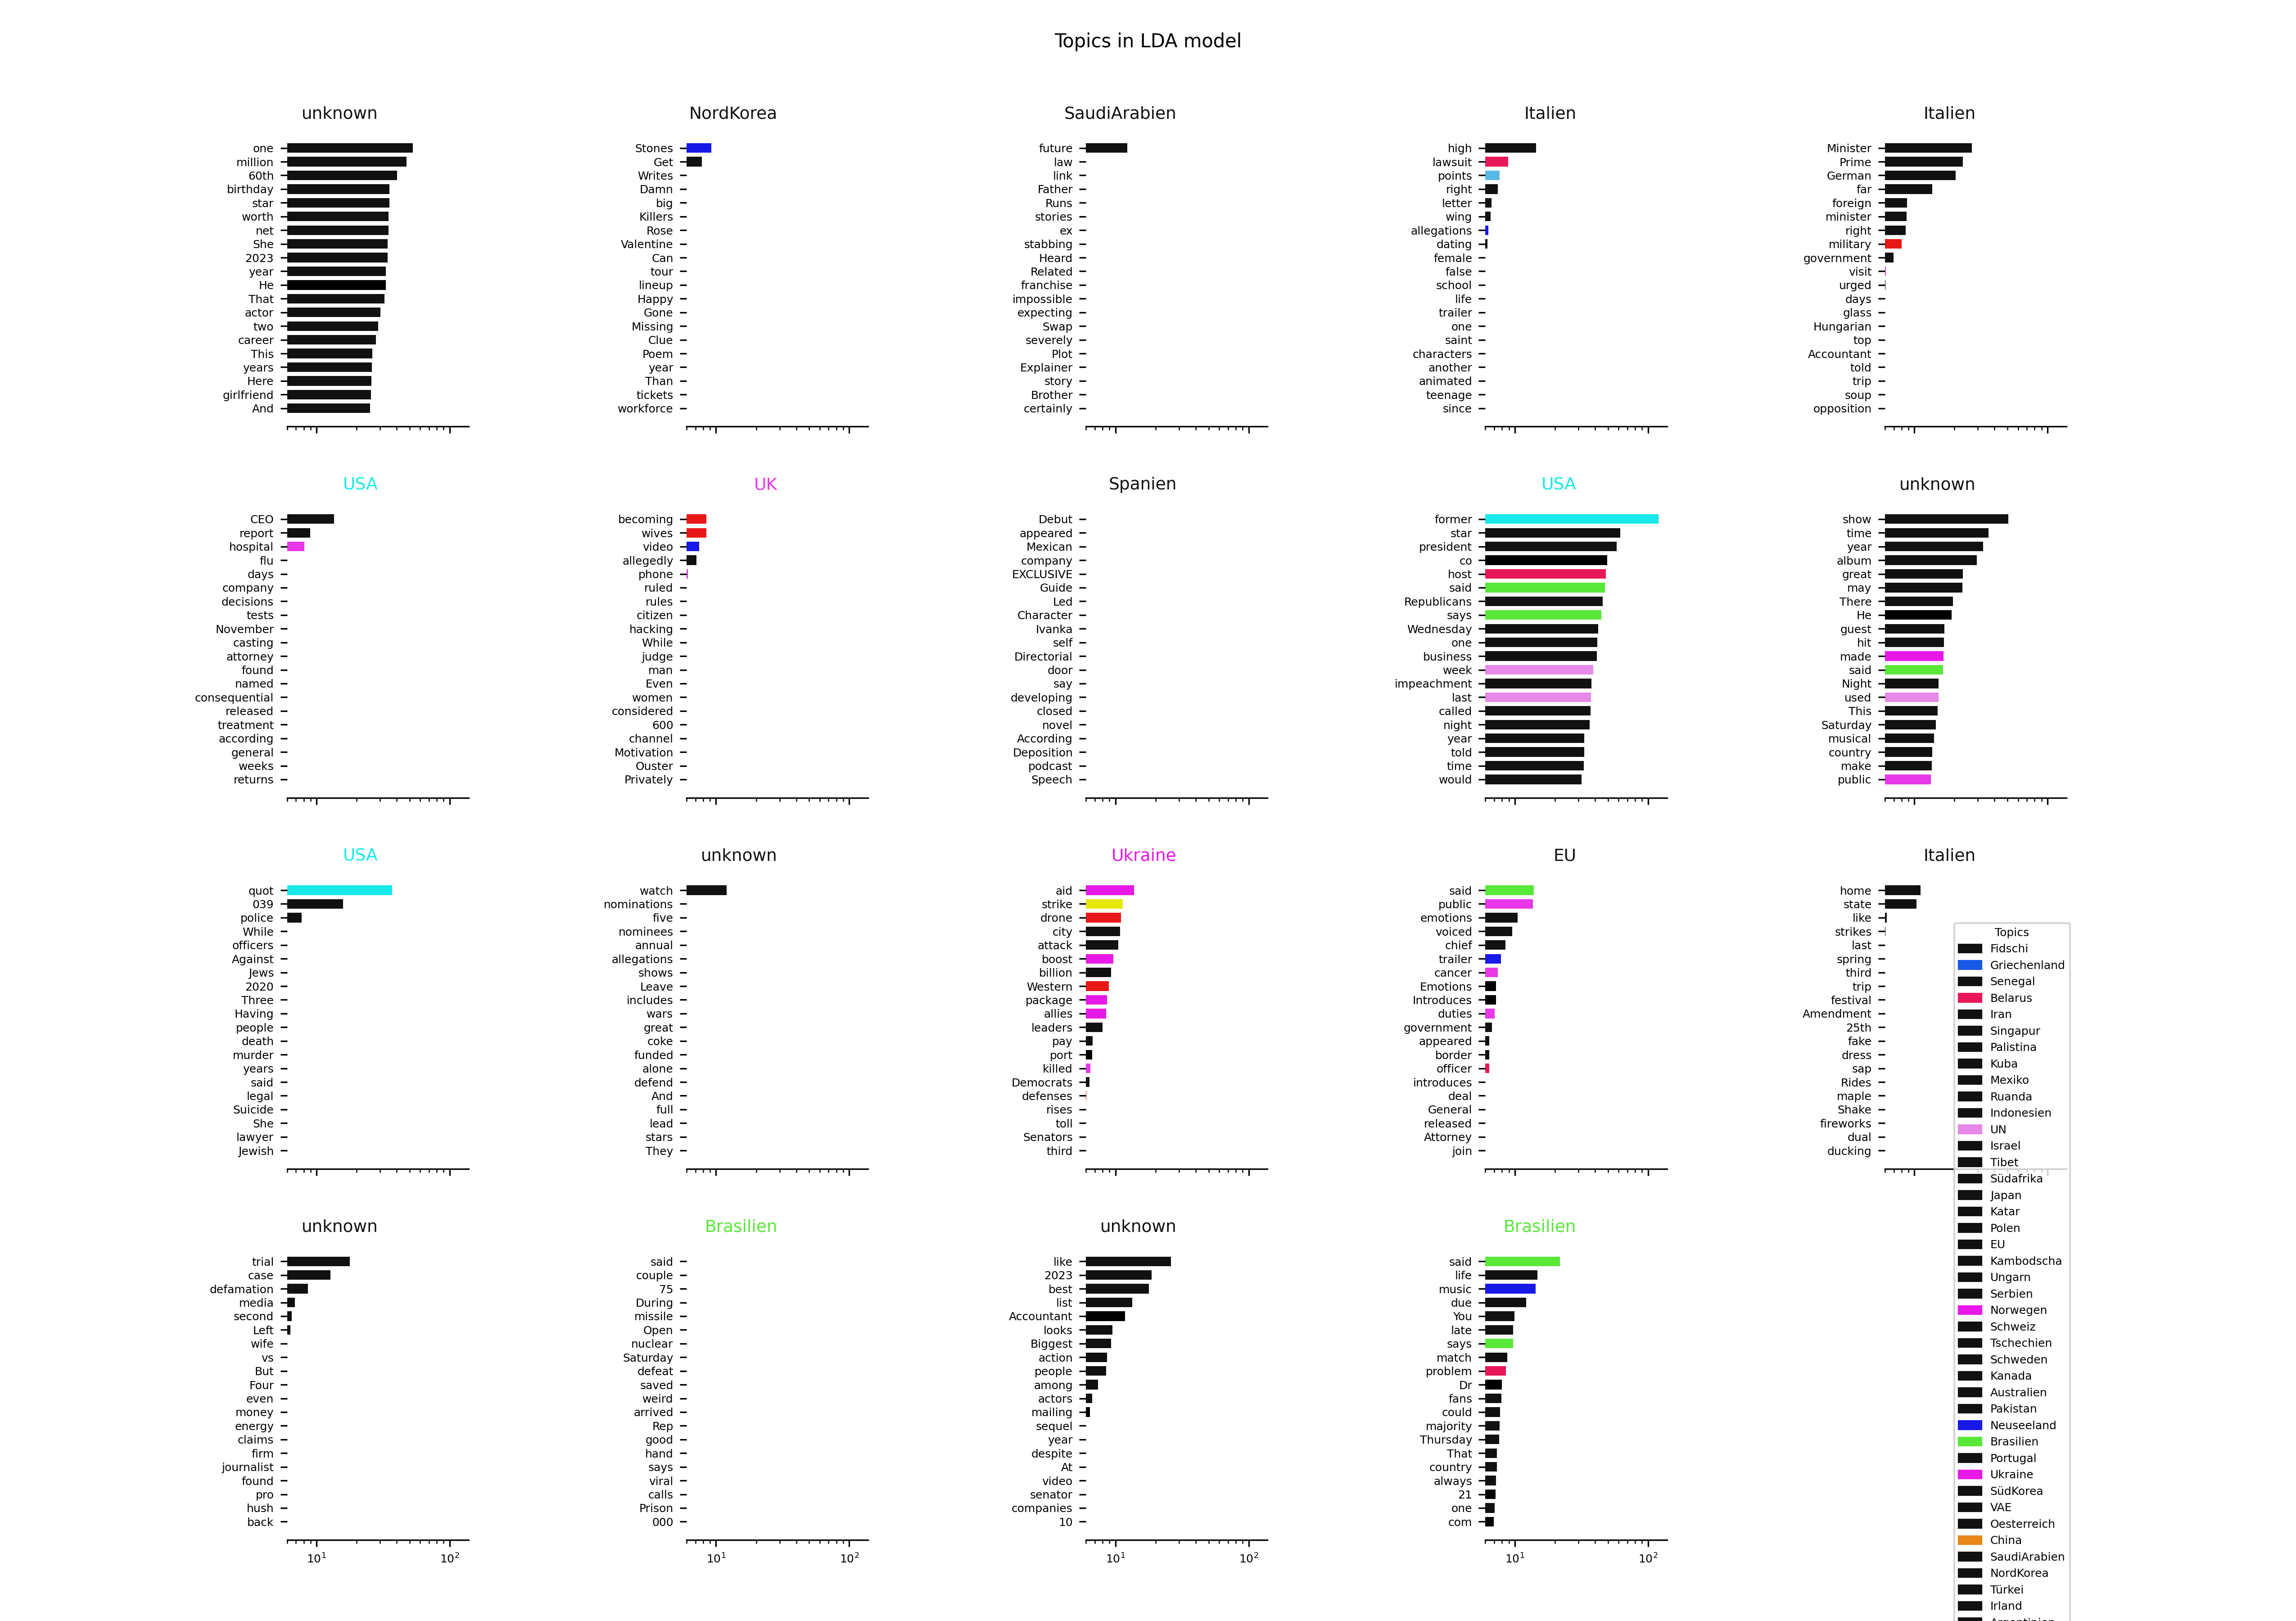 Topics in LDA model
unknown
one
million
60th
birthday
star
worth
net
She
2023
year
He
That
actor
two
career
This
years
Here
girlfriend
And
NordKorea
Stones
Get
Writes
Damn
big
Killers
Rose
Valentine
Can
tour
lineup
Happy
Gone
Missing
Clue
Poem
year
Than
tickets
workforce
SaudiArabien
future
law
link
Father
Runs
stories
ex
stabbing
Heard
Related
franchise
impossible
expecting
Swap
severely
Plot
Explainer
story
Brother
certainly
Italien
high
lawsuit
points
right
letter
wing
allegations
dating
female
false
school
life
trailer
one
saint
characters
another
animated
teenage
since
Italien
Minister
Prime
German
far
foreign
minister
right
military
government
visit
urged
days
glass
Hungarian
top
Accountant
told
trip
soup
opposition
USA
CEO
report
hospital
flu
days
company
decisions
tests
November
casting
attorney
found
named
consequential
released
treatment
according
general
weeks
returns
UK
becoming
wives
video
allegedly
phone
ruled
rules
citizen
hacking
While
judge
man
Even
women
considered
600
channel
Motivation
Ouster
Privately
Spanien
Debut
appeared
Mexican
company
EXCLUSIVE
Guide
Led
Character
Ivanka
self
Directorial
door
say
developing
closed
novel
According
Deposition
podcast
Speech
USA
former
star
president
co
host
said
Republicans
says
Wednesday
one
business
week
impeachment
last
called
night
year
told
time
would
unknown
show
time
year
album
great
may
There
He
guest
hit
made
said
Night
used
This
Saturday
musical
country
make
public
USA
quot
039
police
While
officers
Against
Jews
2020
Three
Having
people
death
murder
years
said
legal
Suicide
She
lawyer
Jewish
unknown
watch
nominations
five
nominees
annual
allegations
shows
Leave
includes
wars
great
coke
funded
alone
defend
And
full
lead
stars
They
Ukraine
aid
strike
drone
city
attack
boost
billion
Western
package
allies
leaders
pay
port
killed
Democrats
defenses
rises
toll
Senators
third
EU
said
public
emotions
voiced
chief
trailer
cancer
Emotions
Introduces
duties
government
appeared
border
officer
introduces
deal
General
released
Attorney
join
Italien
home
state
like
strikes
last
spring
third
trip
festival
Amendment
25th
fake
dress
sap
Rides
maple
Shake
fireworks
dual
ducking
unknown
trial
case
defamation
media
second
Left
wife
vs
But
Four
even
money
energy
claims
firm
journalist
found
pro
hush
back
10¹ 10²
Brasilien
said
couple
75
During
missile
Open
nuclear
Saturday
defeat
saved
weird
arrived
Rep
good
hand
says
viral
calls
Prison
000
10¹ 10²
unknown
like
2023
best
list
Accountant
looks
Biggest
action
people
among
actors
mailing
sequel
year
despite
At
video
senator
companies
10
10¹ 10²
Brasilien
said
life
music
due
You
late
says
match
problem
Dr
fans
could
majority
Thursday
That
country
always
21
one
com
10¹ 10²
Topics
Fidschi
Griechenland
Senegal
Belarus
Iran
Singapur
Palistina
Kuba
Mexiko
Ruanda
Indonesien
UN
Israel
Tibet
Südafrika
Japan
Katar
Polen
EU
Kambodscha
Ungarn
Serbien
Norwegen
Schweiz
Tschechien
Schweden
Kanada
Australien
Pakistan
Neuseeland
Brasilien
Portugal
Ukraine
SüdKorea
VAE
Oesterreich
China
SaudiArabien
NordKorea
Türkei
Irland